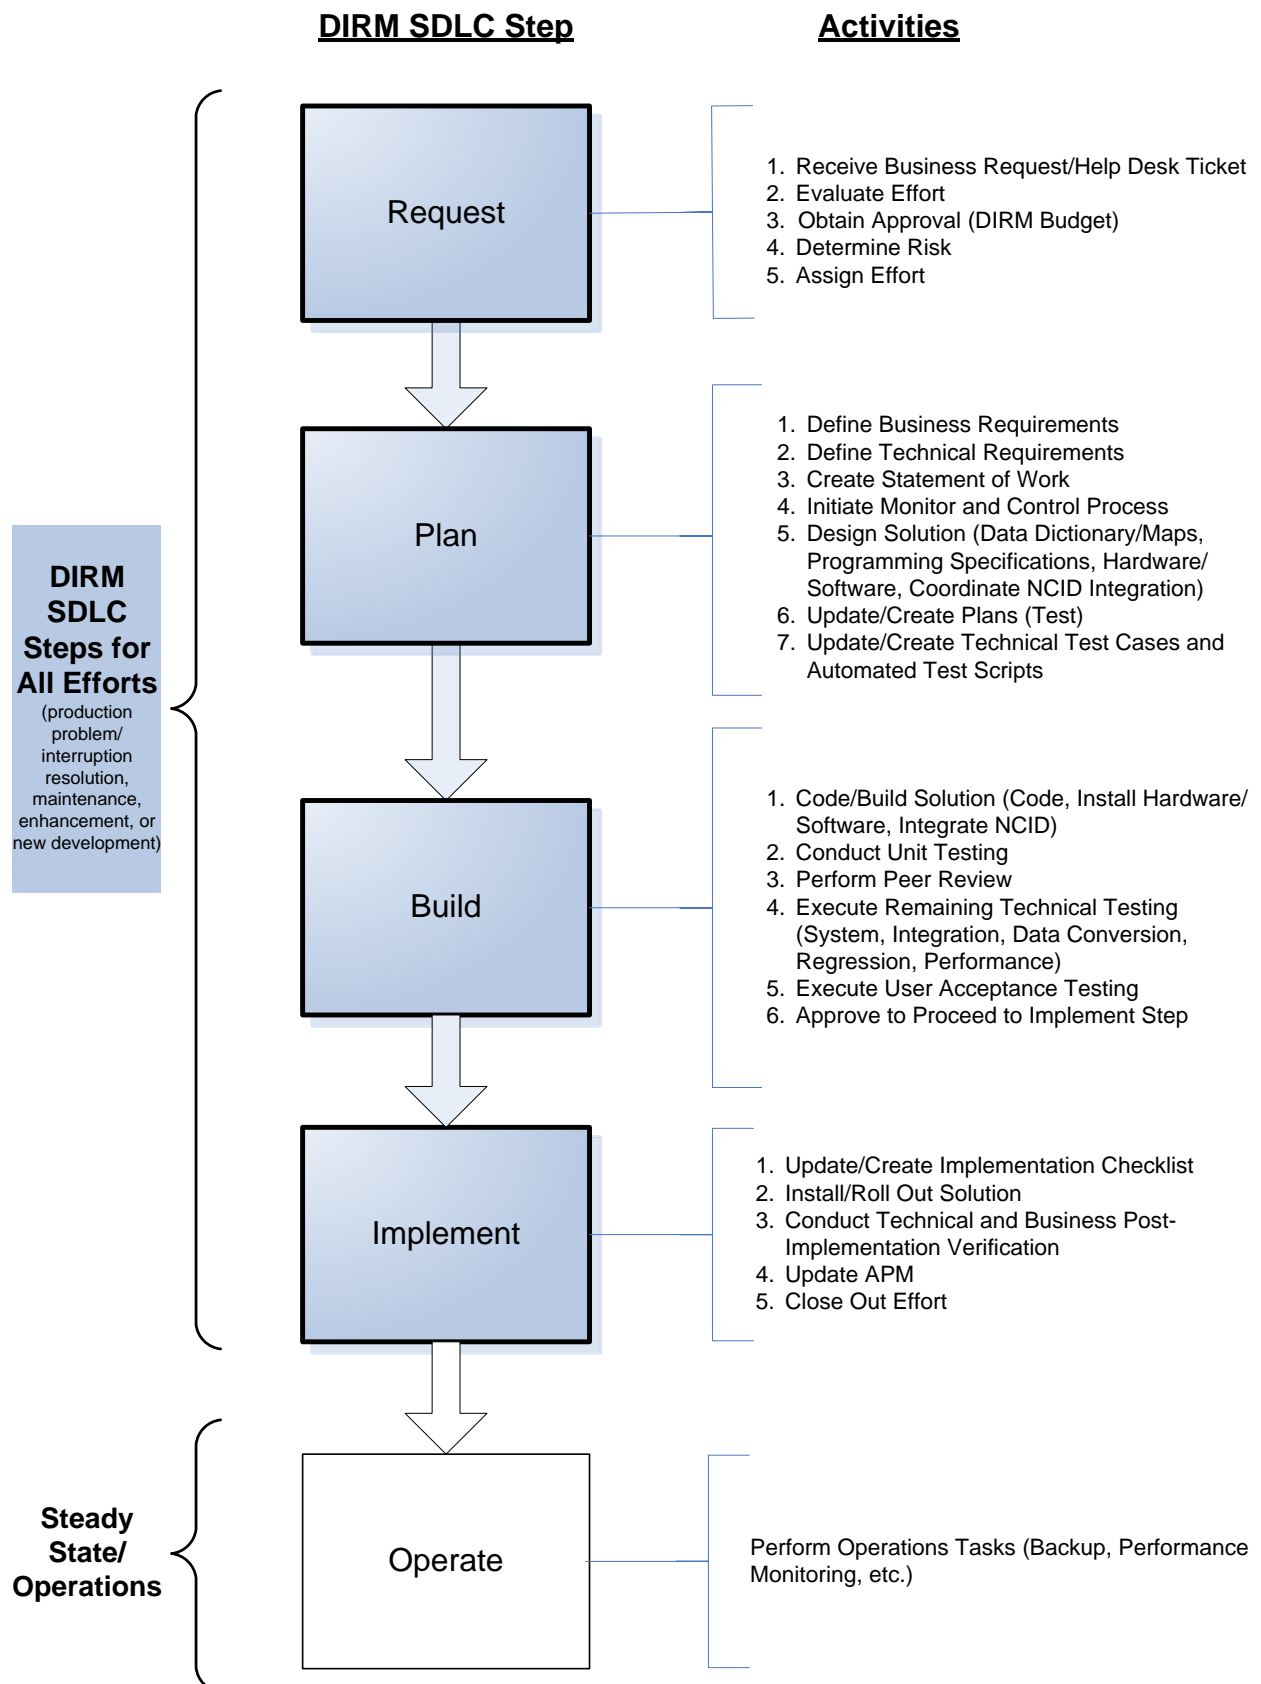 DIRM SDLC Step
Activities
Request
1. Receive Business Request/Help Desk Ticket
2. Evaluate Effort
3. Obtain Approval (DIRM Budget)
4. Determine Risk
5. Assign Effort
Plan
1. Define Business Requirements
2. Define Technical Requirements
3. Create Statement of Work
4. Initiate Monitor and Control Process
5. Design Solution (Data Dictionary/Maps,
Programming Specifications, Hardware/
Software, Coordinate NCID Integration)
6. Update/Create Plans (Test)
7. Update/Create Technical Test Cases and
Automated Test Scripts
DIRM
SDLC
Steps for
All Efforts
(production
problem/
interruption
resolution,
maintenance,
enhancement, or
new development)
Build
1. Code/Build Solution (Code, Install Hardware/
Software, Integrate NCID)
2. Conduct Unit Testing
3. Perform Peer Review
4. Execute Remaining Technical Testing
(System, Integration, Data Conversion,
Regression, Performance)
5. Execute User Acceptance Testing
6. Approve to Proceed to Implement Step
Implement
1. Update/Create Implementation Checklist
2. Install/Roll Out Solution
3. Conduct Technical and Business Post-
Implementation Verification
4. Update APM
5. Close Out Effort
Steady
State/
Operations
Operate
Perform Operations Tasks (Backup, Performance
Monitoring, etc.)